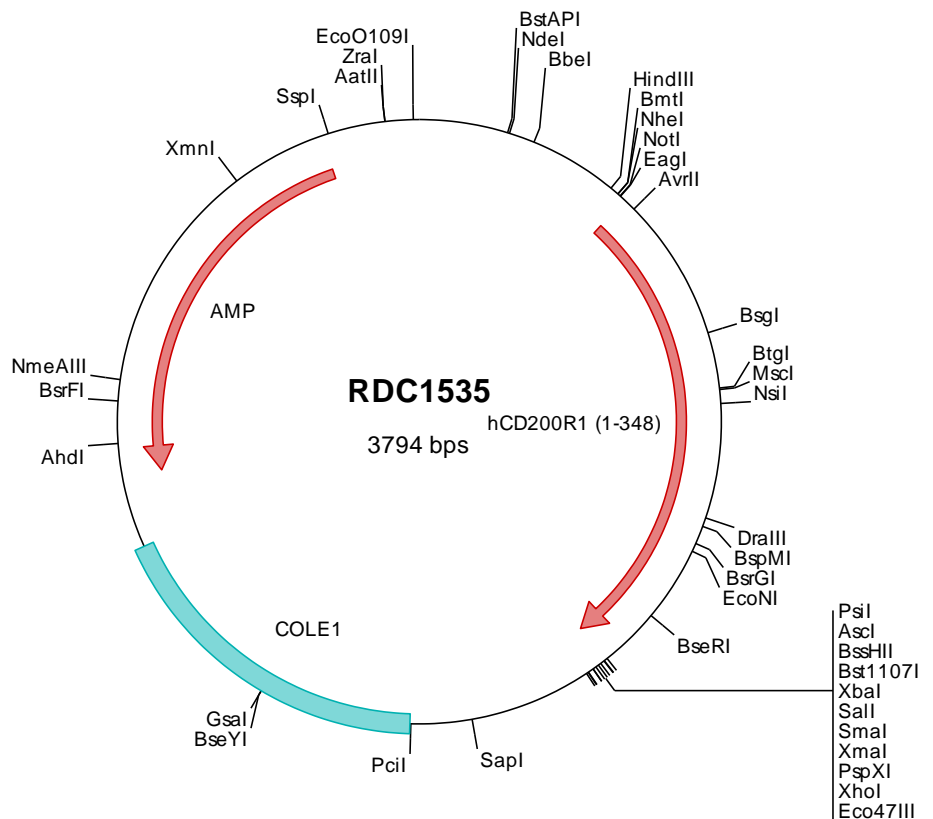 EcoO109I
ZraI
AatII
SspI
XmnI
BstAPI
NdeI
BbeI
HindIII
BmtI
NheI
NotI
EagI
AvrII
AMP
BsgI
BtgI
MscI
NsiI
NmeAIII
BsrFI
AhdI
RDC1535
3794 bps
hCD200R1 (1-348)
DraIII
BspMI
BsrGI
EcoNI
BseRI
COLE1
GsaI
BseYI
PciI
SapI
PsiI
AscI
BssHII
Bst1107I
XbaI
SalI
SmaI
XmaI
PspXI
XhoI
Eco47III